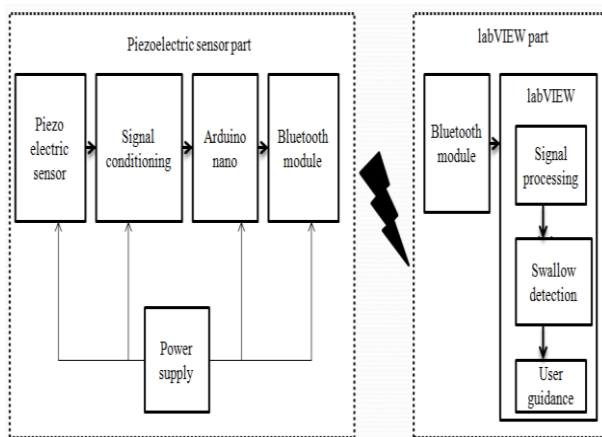 Piezoelectric sensor part
Piezo
electric
sensor
Signal
conditioning
Arduino
nano
Bluetooth
module
Power
supply
labVIEW part
Bluetooth
module
labVIEW
Signal
processing
Swallow
detection
User
guidance